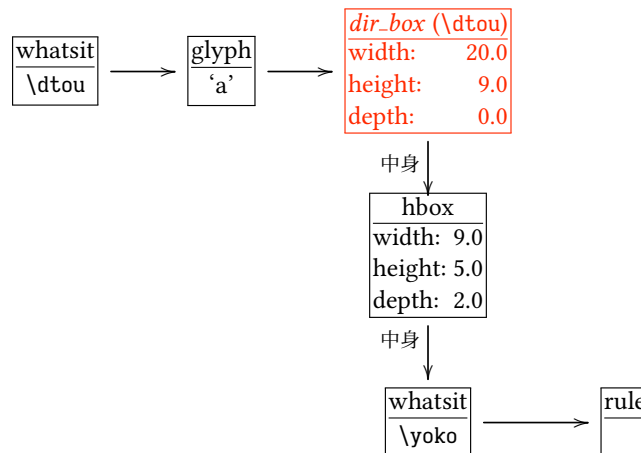 whatsit
\dtou
glyph
‘a’
dir_box (\dtou)
width: 20.0
height: 9.0
depth: 0.0
中身
hbox
width: 9.0
height: 5.0
depth: 2.0
中身
whatsit
\yoko
rule